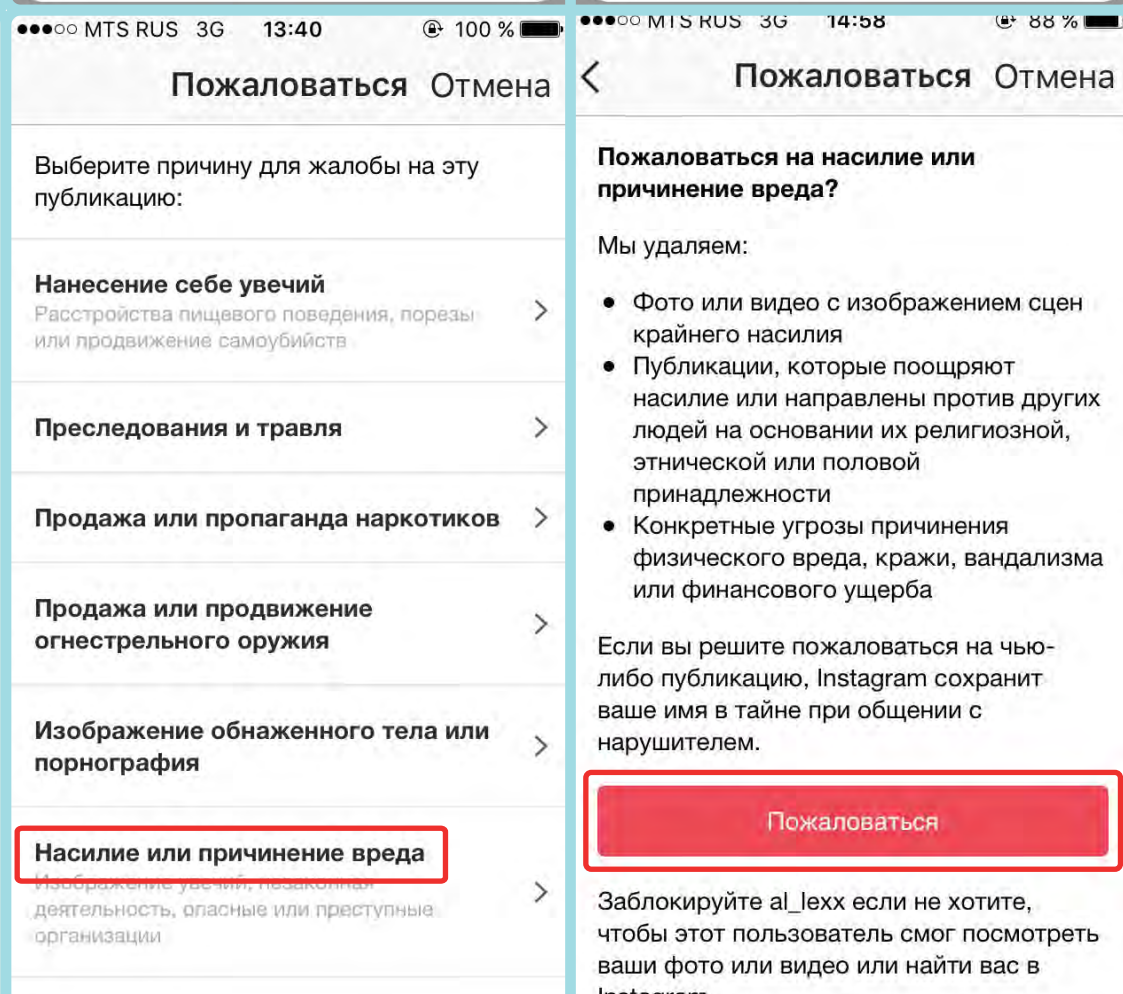 MTS RUS 3G 13:40 100 %
Пожаловаться Отмена
Выберите причину для жалобы на эту
публикацию:
Нанесение себе увечий
Расстройства пищевого поведения, порезы
или продвижение самоубийств
Преследования и травля
Продажа или пропаганда наркотиков
Продажа или продвижение
огнестрельного оружия
Изображение обнаженного тела или
порнография
Насилие или причинение вреда
Изображение увечий, незаконная
деятельность, опасные или преступные
организации
MTS RUS 3G 14:58 88 %
Пожаловаться Отмена
Пожаловаться на насилие или
причинение вреда?
Мы удаляем:
• Фото или видео с изображением сцен
крайнего насилия
• Публикации, которые поощряют
насилие или направлены против других
людей на основании их религиозной,
этнической или половой
принадлежности
• Конкретные угрозы причинения
физического вреда, кражи, вандализма
или финансового ущерба
Если вы решите пожаловаться на чью-
либо публикацию, Instagram сохранит
ваше имя в тайне при общении с
нарушителем.
Пожаловаться
Заблокируйте al_lexx если не хотите,
чтобы этот пользователь смог посмотреть
ваши фото или видео или найти вас в
Instagram